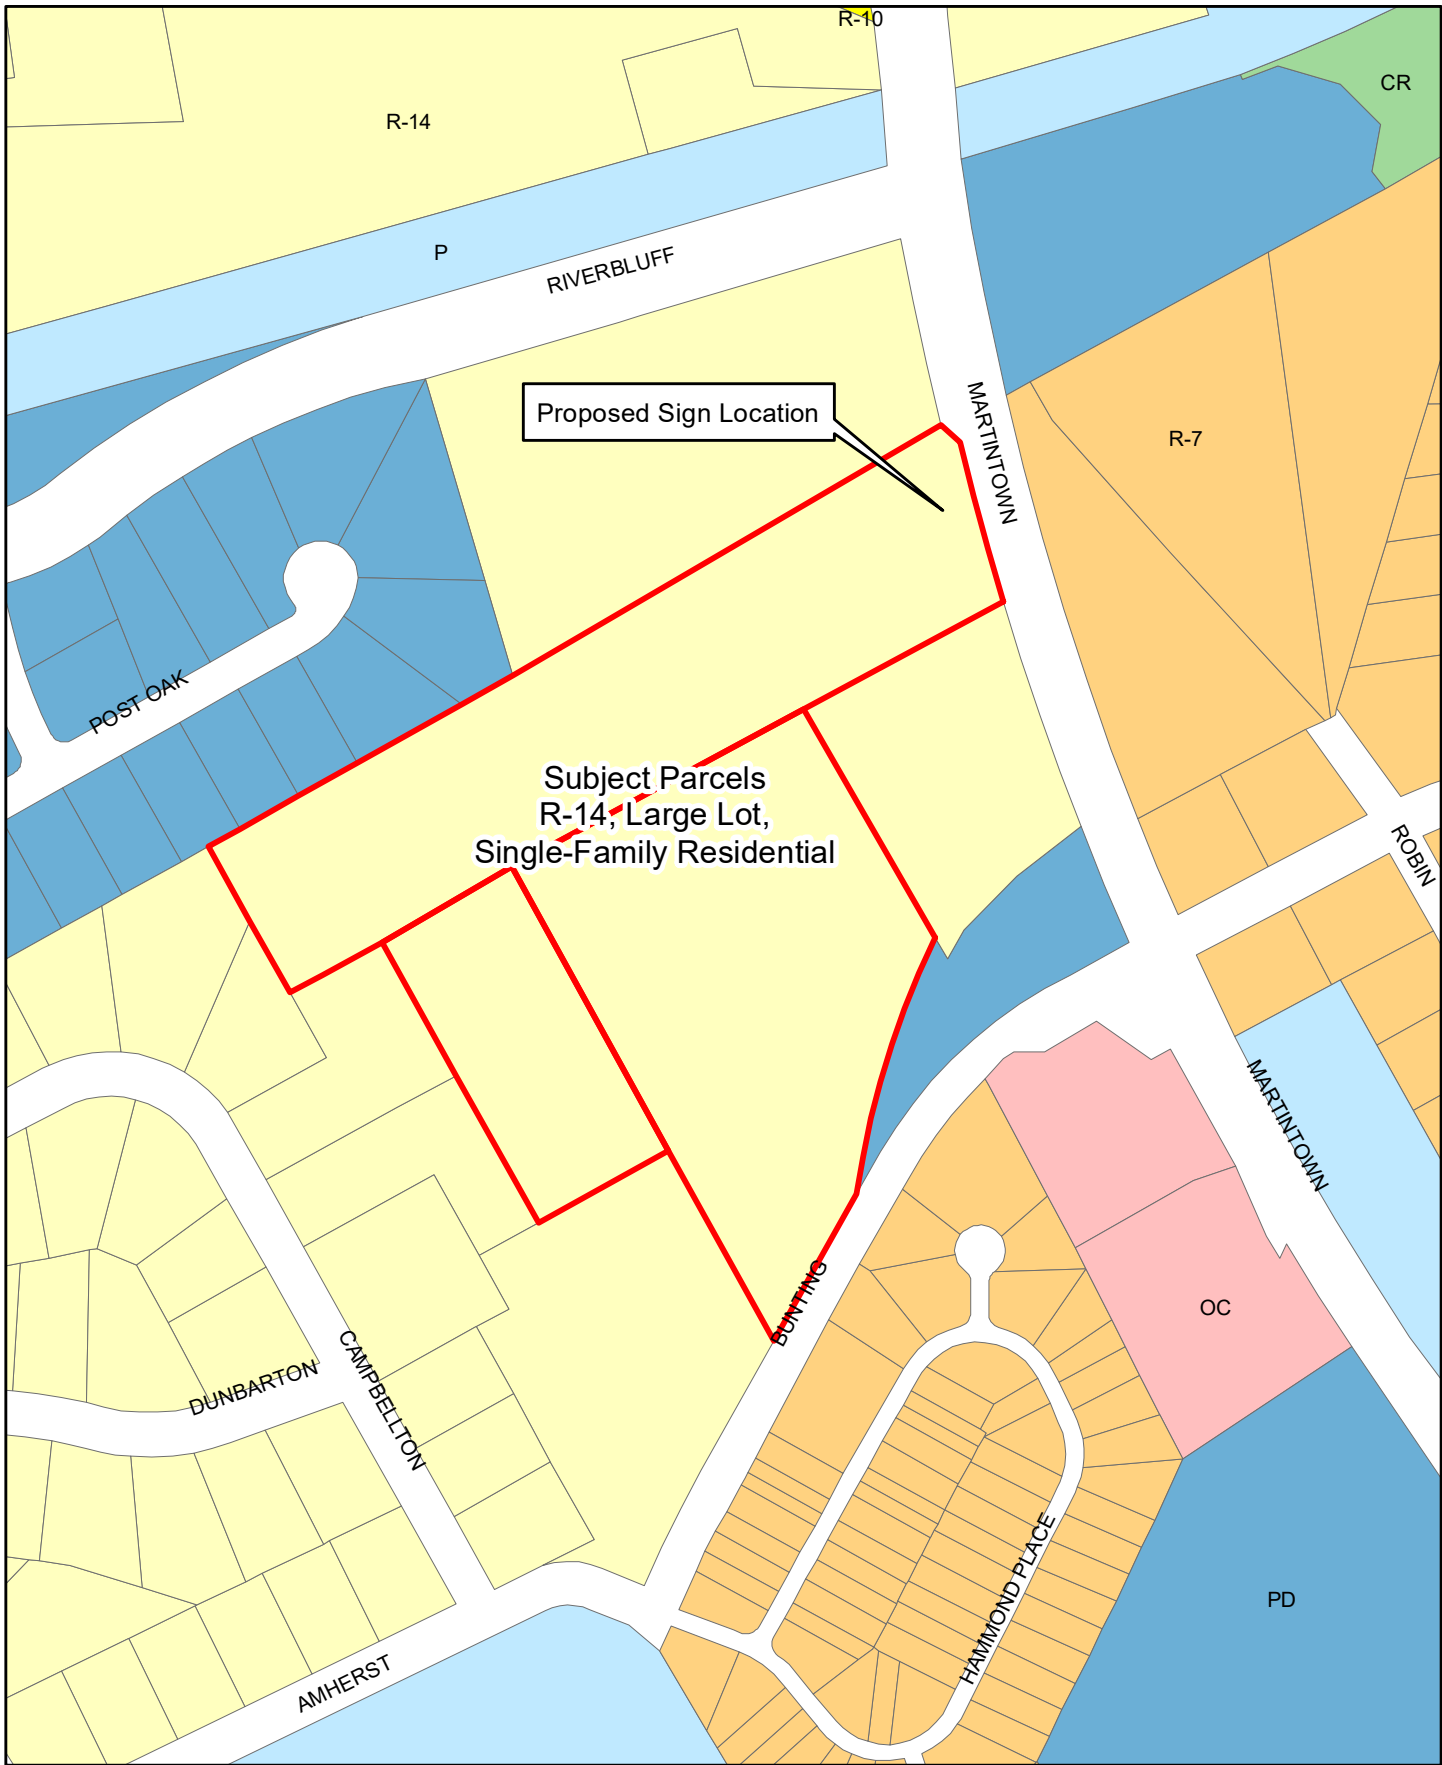 R-10
CR
R-14
P
RIVERBLUFF
Proposed Sign Location
MARTINTOWN
R-7
POST OAK
Subject Parcels
R-14, Large Lot,
Single-Family Residential
ROBIN
MARTINTOWN
BUNTING
OC
CAMPBELLTON
DUNBARTON
HAMMOND PLACE
PD
AMHERST